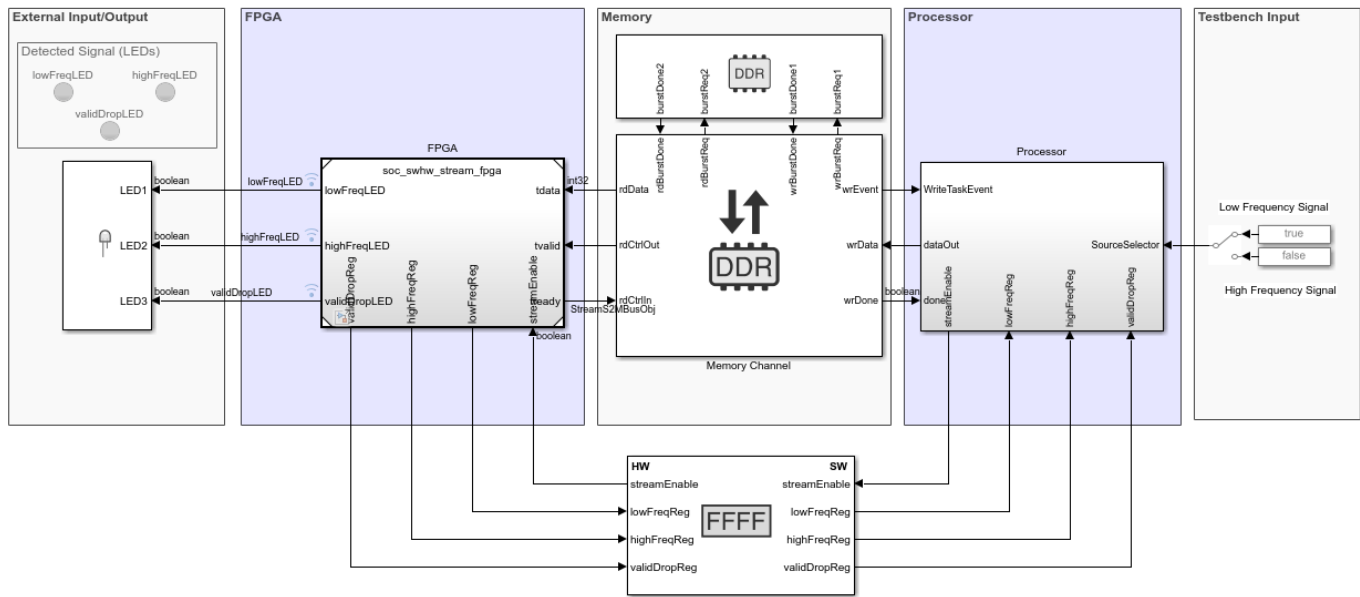 External Input/Output
Detected Signal (LEDs)
lowFreqLED
highFreqLED
validDropLED
LED1
LED2
LED3
boolean
boolean
boolean
lowFreqLED
highFreqLED
validDropLED
FPGA
FPGA
soc_swhw_stream_fpga
lowFreqLED
highFreqLED
validDropLED
tdata
tvalid
tready
validDropReg
highFreqReg
lowFreqReg
streamEnable
boolean
int32
StreamS2MBusObj
Memory
burstDone2
burstReq2
DDR
burstDone1
burstReq1
rdBurstDone
rdBurstReq
wrBurstDone
wrBurstReq
rdData
rdCtrlOut
rdCtrlIn
DDR
wrEvent
wrData
wrDone
Memory Channel
boolean
Processor
Processor
WriteTaskEvent
dataOut
done
SourceSelector
streamEnable
lowFreqReg
highFreqReg
validDropReg
Testbench Input
Low Frequency Signal
true
false
High Frequency Signal
HW SW
streamEnable streamEnable
lowFreqReg lowFreqReg
FFFF
highFreqReg highFreqReg
validDropReg validDropReg